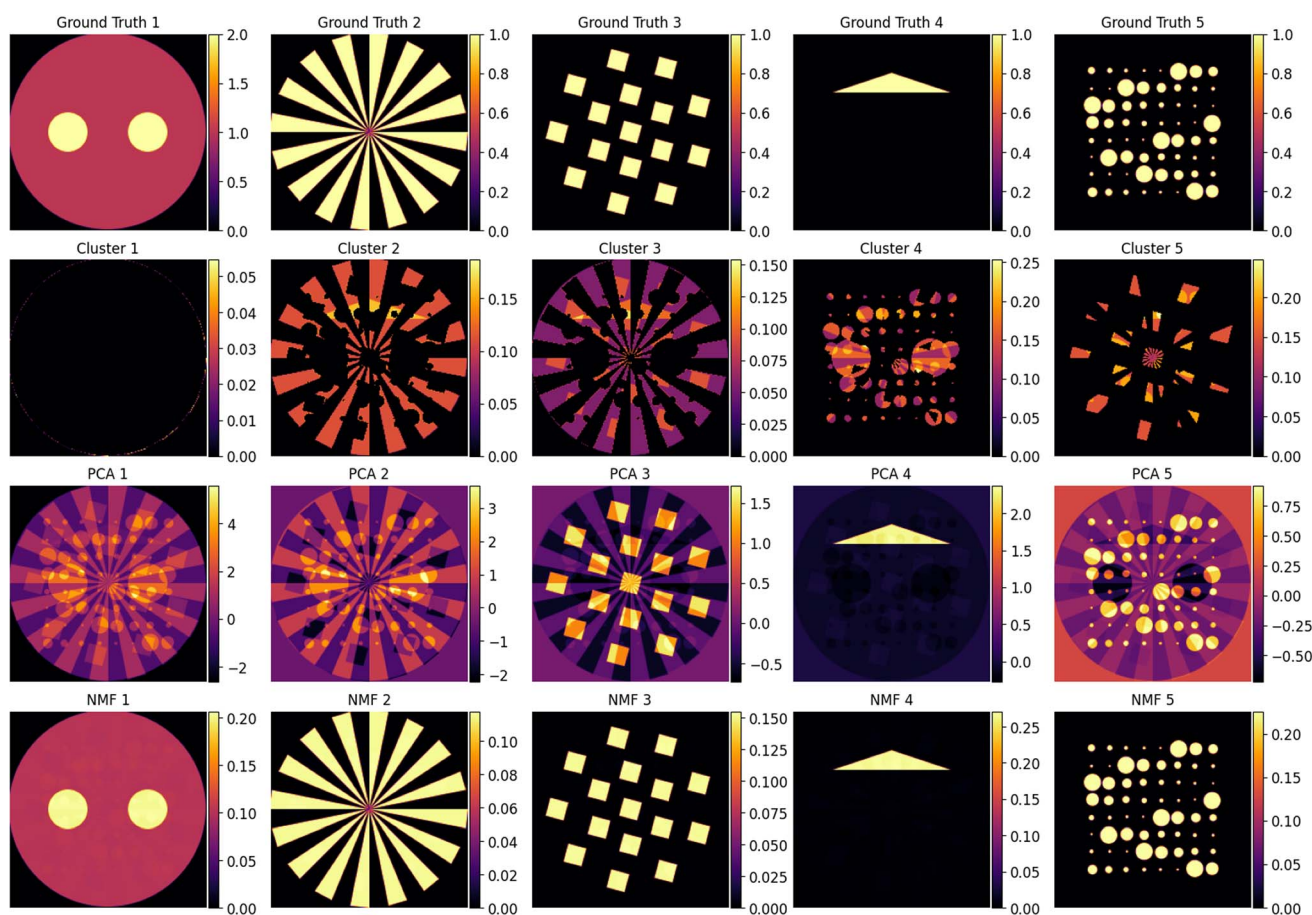 Ground Truth 1 Ground Truth 2 Ground Truth 3 Ground Truth 4 Ground Truth 5
2.0 1.0 1.0 1.0 1.0
0.8 0.8 0.8 0.8
1.5
0.6 0.6 0.6 0.6
1.0
0.4 0.4 0.4 0.4
0.5
0.2 0.2 0.2 0.2
0.0 0.0 0.0 0.0 0.0
Cluster 1 Cluster 2 Cluster 3 Cluster 4 Cluster 5
0.05 0.15 0.150 0.25 0.20
0.04 0.10 0.125 0.20 0.15
0.03 0.05 0.100 0.15 0.10
0.02 0.00 0.075 0.10 0.05
0.01 0.050 0.05 0.00
0.00 0.025 0.00
0.000
PCA 1 PCA 2 PCA 3 PCA 4 PCA 5
4 3 1.5 2.0 0.75
2 2 1.0 1.5 0.50
0 1 0.5 1.0 0.25
−2 0 0.0 0.5 0.00
−1 −0.5 0.0 −0.25
−2 −0.50
NMF 1 NMF 2 NMF 3 NMF 4 NMF 5
0.20 0.10 0.150 0.25 0.20
0.15 0.08 0.125 0.20 0.15
0.10 0.06 0.100 0.15 0.10
0.05 0.04 0.075 0.10 0.05
0.00 0.02 0.050 0.05 0.00
0.00 0.025 0.00
0.000